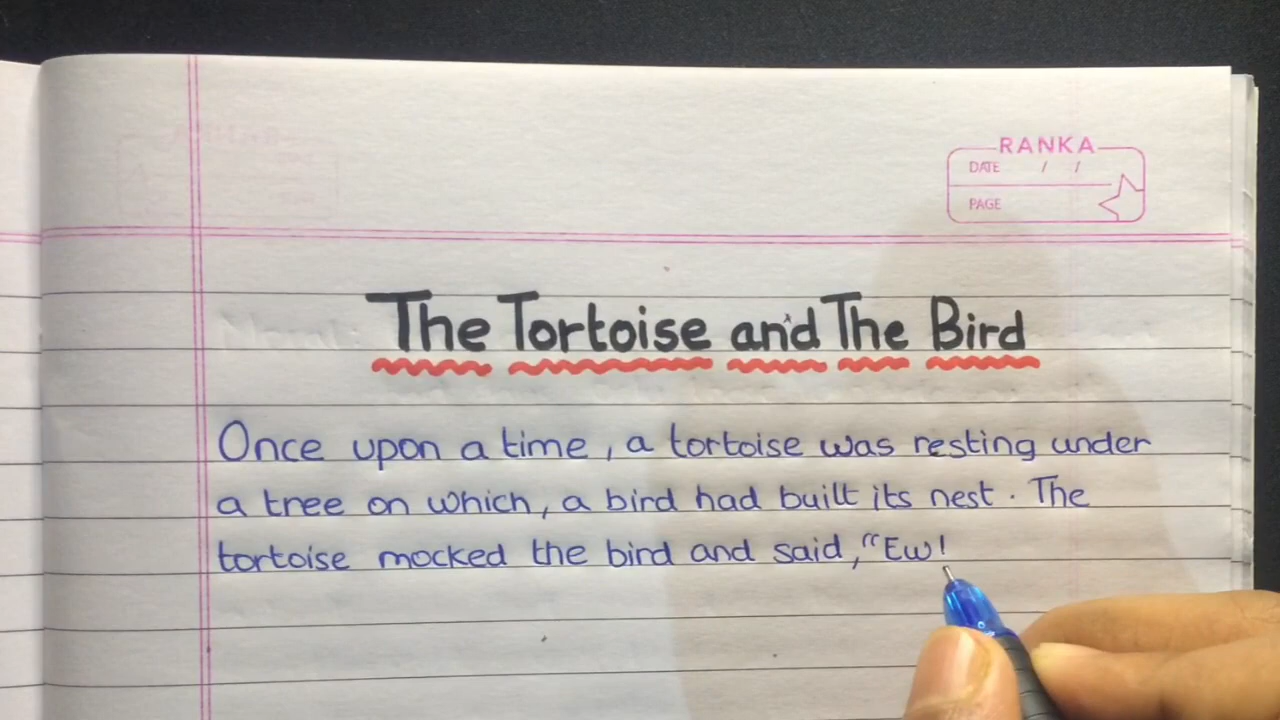 RANKA
DATE / /
PAGE
The Tortoise and The Bird
Once upon a time, a tortoise was resting under
a tree on which, a bird had built its nest. The
tortoise mocked the bird and said, "Ew!